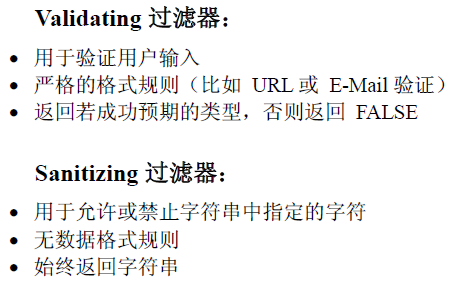 Validating 过滤器：
• 用于验证用户输入
• 严格的格式规则（比如 URL 或 E-Mail 验证）
• 返回若成功预期的类型，否则返回 FALSE
Sanitizing 过滤器：
• 用于允许或禁止字符串中指定的字符
• 无数据格式规则
• 始终返回字符串